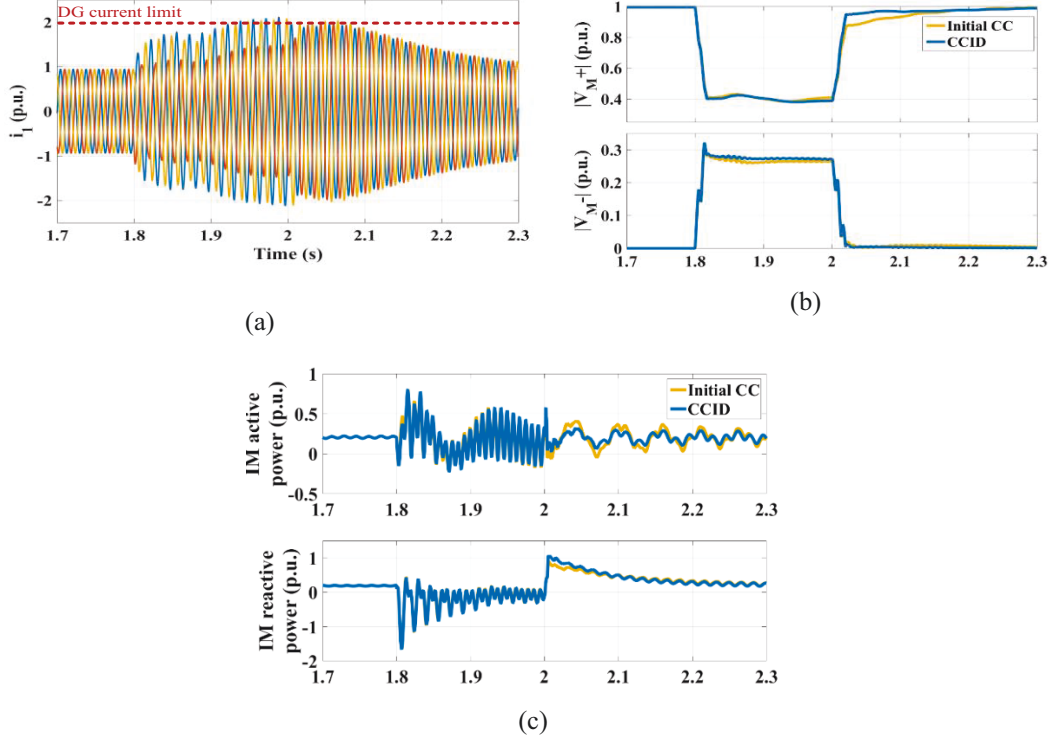 DG current limit
2
1
0
-1
-2
i_1 (p.u.)
1.7 1.8 1.9 2 2.1 2.2 2.3
Time (s)
(a)
1
0.8
0.6
0.4
|V_M+| (p.u.)
Initial CC
CCID
0.3
0.2
0.1
0
|V_M-| (p.u.)
1.7 1.8 1.9 2 2.1 2.2 2.3
(b)
1
0.5
0
-0.5
IM active
power (p.u.)
Initial CC
CCID
1.7 1.8 1.9 2 2.1 2.2 2.3
1
0
-1
-2
IM reactive
power (p.u.)
1.7 1.8 1.9 2 2.1 2.2 2.3
(c)